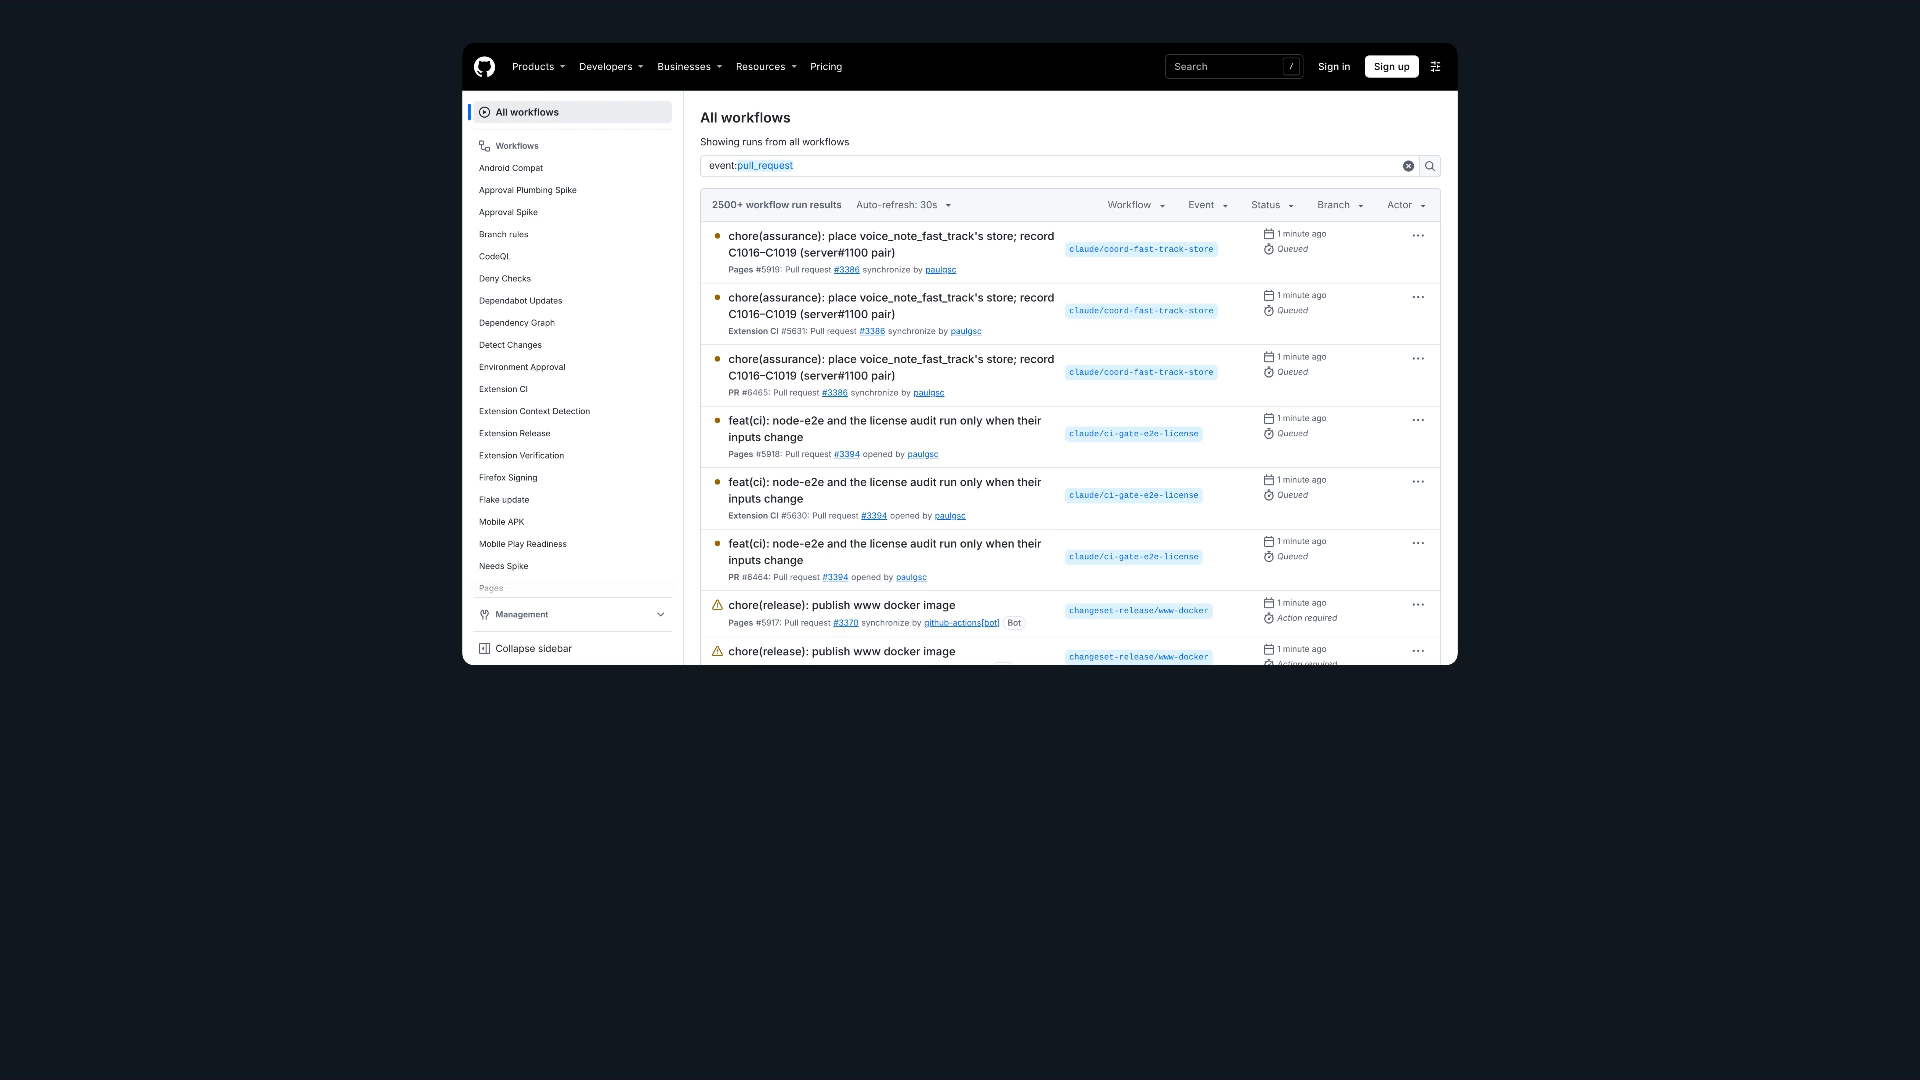 Products
Developers
Businesses
Resources
Pricing
Search
/
Sign in
Sign up
All workflows
Workflows
Android Compat
Approval Plumbing Spike
Approval Spike
Branch rules
CodeQL
Deny Checks
Dependabot Updates
Dependency Graph
Detect Changes
Environment Approval
Extension CI
Extension Context Detection
Extension Release
Extension Verification
Firefox Signing
Flake update
Mobile APK
Mobile Play Readiness
Needs Spike
Pages
Management
Collapse sidebar
All workflows
Showing runs from all workflows
event:pull_request
2500+ workflow run results
Auto-refresh: 30s
Workflow
Event
Status
Branch
Actor
chore(assurance): place voice_note_fast_track's store; record
C1016–C1019 (server#1100 pair)
Pages #5919: Pull request #3386 synchronize by paulgsc
claude/coord-fast-track-store
1 minute ago
Queued
chore(assurance): place voice_note_fast_track's store; record
C1016–C1019 (server#1100 pair)
Extension CI #5631: Pull request #3386 synchronize by paulgsc
claude/coord-fast-track-store
1 minute ago
Queued
chore(assurance): place voice_note_fast_track's store; record
C1016–C1019 (server#1100 pair)
PR #6465: Pull request #3386 synchronize by paulgsc
claude/coord-fast-track-store
1 minute ago
Queued
feat(ci): node-e2e and the license audit run only when their
inputs change
Pages #5918: Pull request #3394 opened by paulgsc
claude/ci-gate-e2e-license
1 minute ago
Queued
feat(ci): node-e2e and the license audit run only when their
inputs change
Extension CI #5630: Pull request #3394 opened by paulgsc
claude/ci-gate-e2e-license
1 minute ago
Queued
feat(ci): node-e2e and the license audit run only when their
inputs change
PR #6464: Pull request #3394 opened by paulgsc
claude/ci-gate-e2e-license
1 minute ago
Queued
chore(release): publish www docker image
Pages #5917: Pull request #3370 synchronize by github-actions[bot] Bot
changeset-release/www-docker
1 minute ago
Action required
chore(release): publish www docker image
changeset-release/www-docker
1 minute ago
Action required